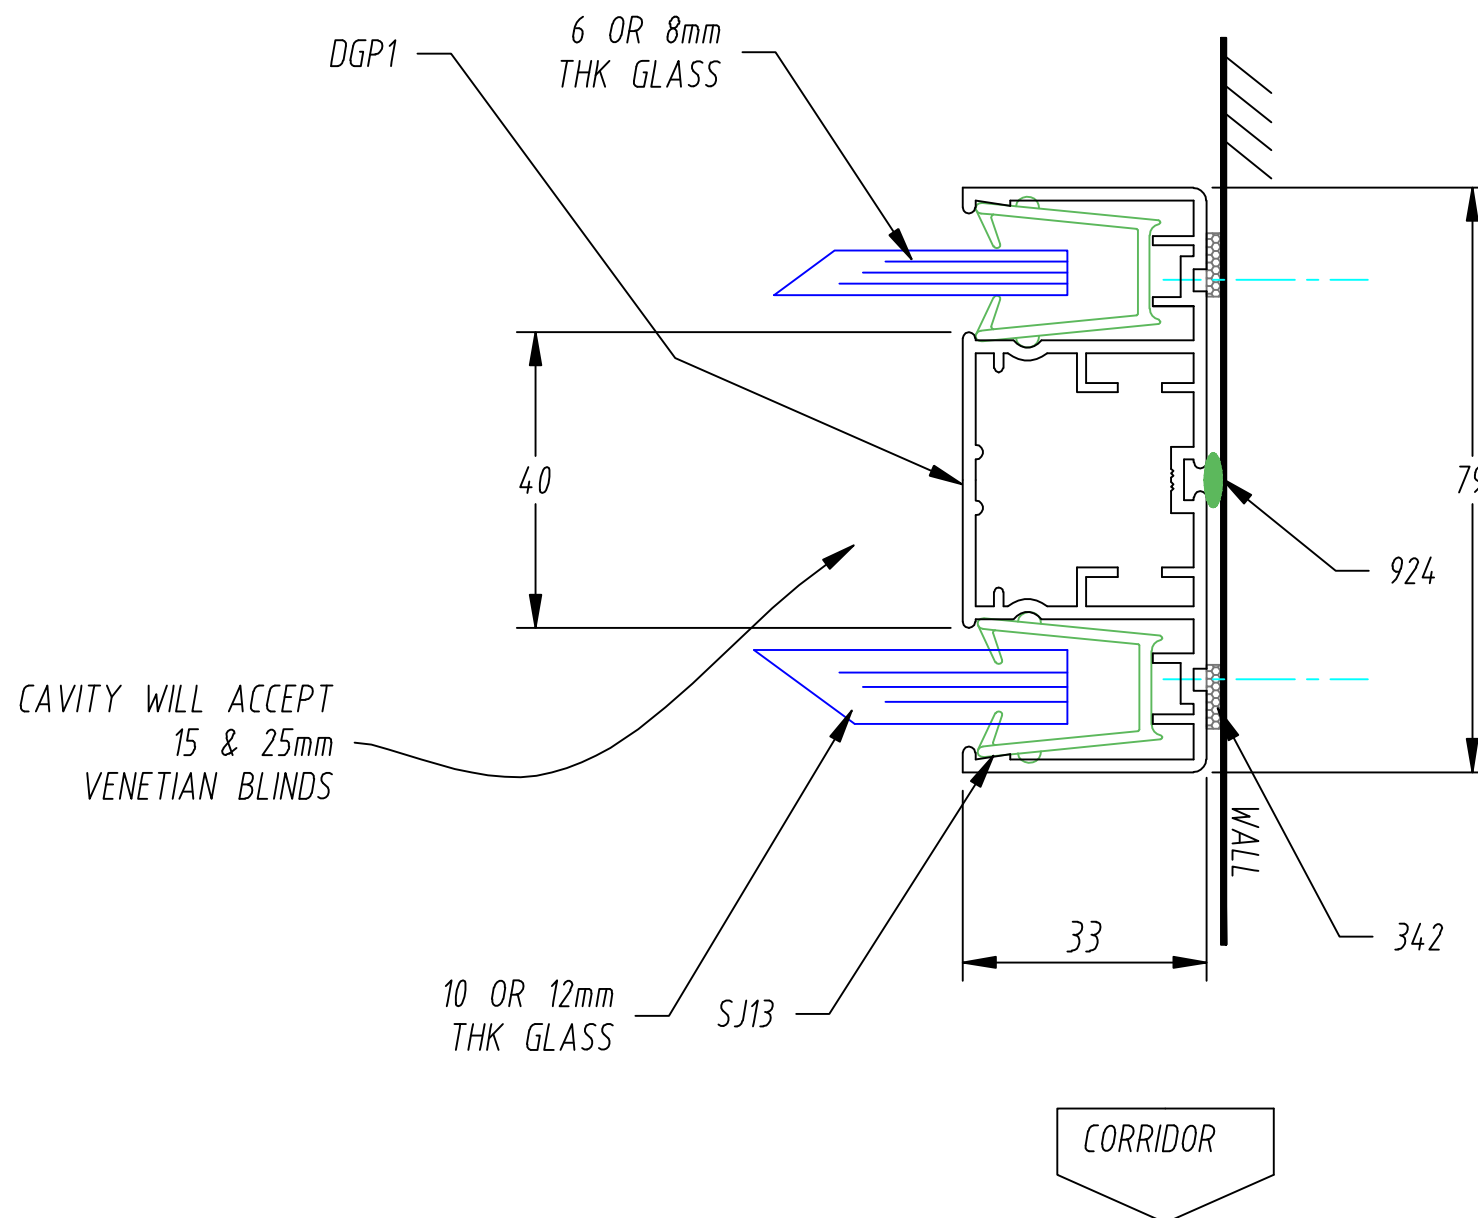 6 OR 8mm
THK GLASS
DGP1
40
79
924
CAVITY WILL ACCEPT
15 & 25mm
VENETIAN BLINDS
WALL
33
342
10 OR 12mm
THK GLASS
SJ13
CORRIDOR